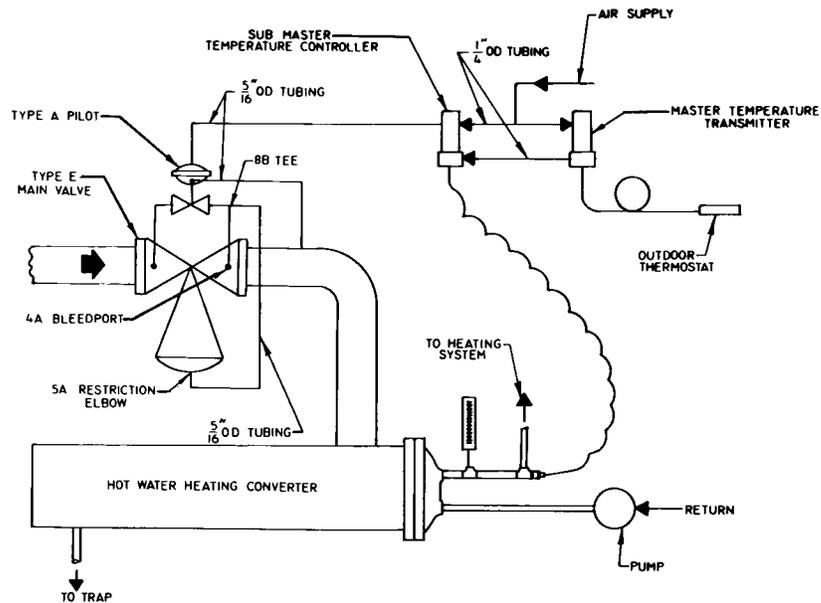 AIR SUPPLY
SUB MASTER
TEMPERATURE CONTROLLER
1/4" OD TUBING
5/16" OD TUBING
TYPE A PILOT
MASTER TEMPERATURE
TRANSMITTER
8B TEE
TYPE E
MAIN VALVE
OUTDOOR
THERMOSTAT
4A BLEEDPORT
TO HEATING
SYSTEM
5A RESTRICTION
ELBOW
5/16" OD TUBING
HOT WATER HEATING CONVERTER
RETURN
PUMP
TO TRAP